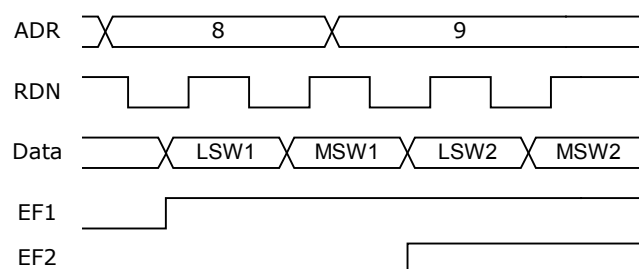 ADR 8 9
RDN
Data LSW1 MSW1 LSW2 MSW2
EF1
EF2